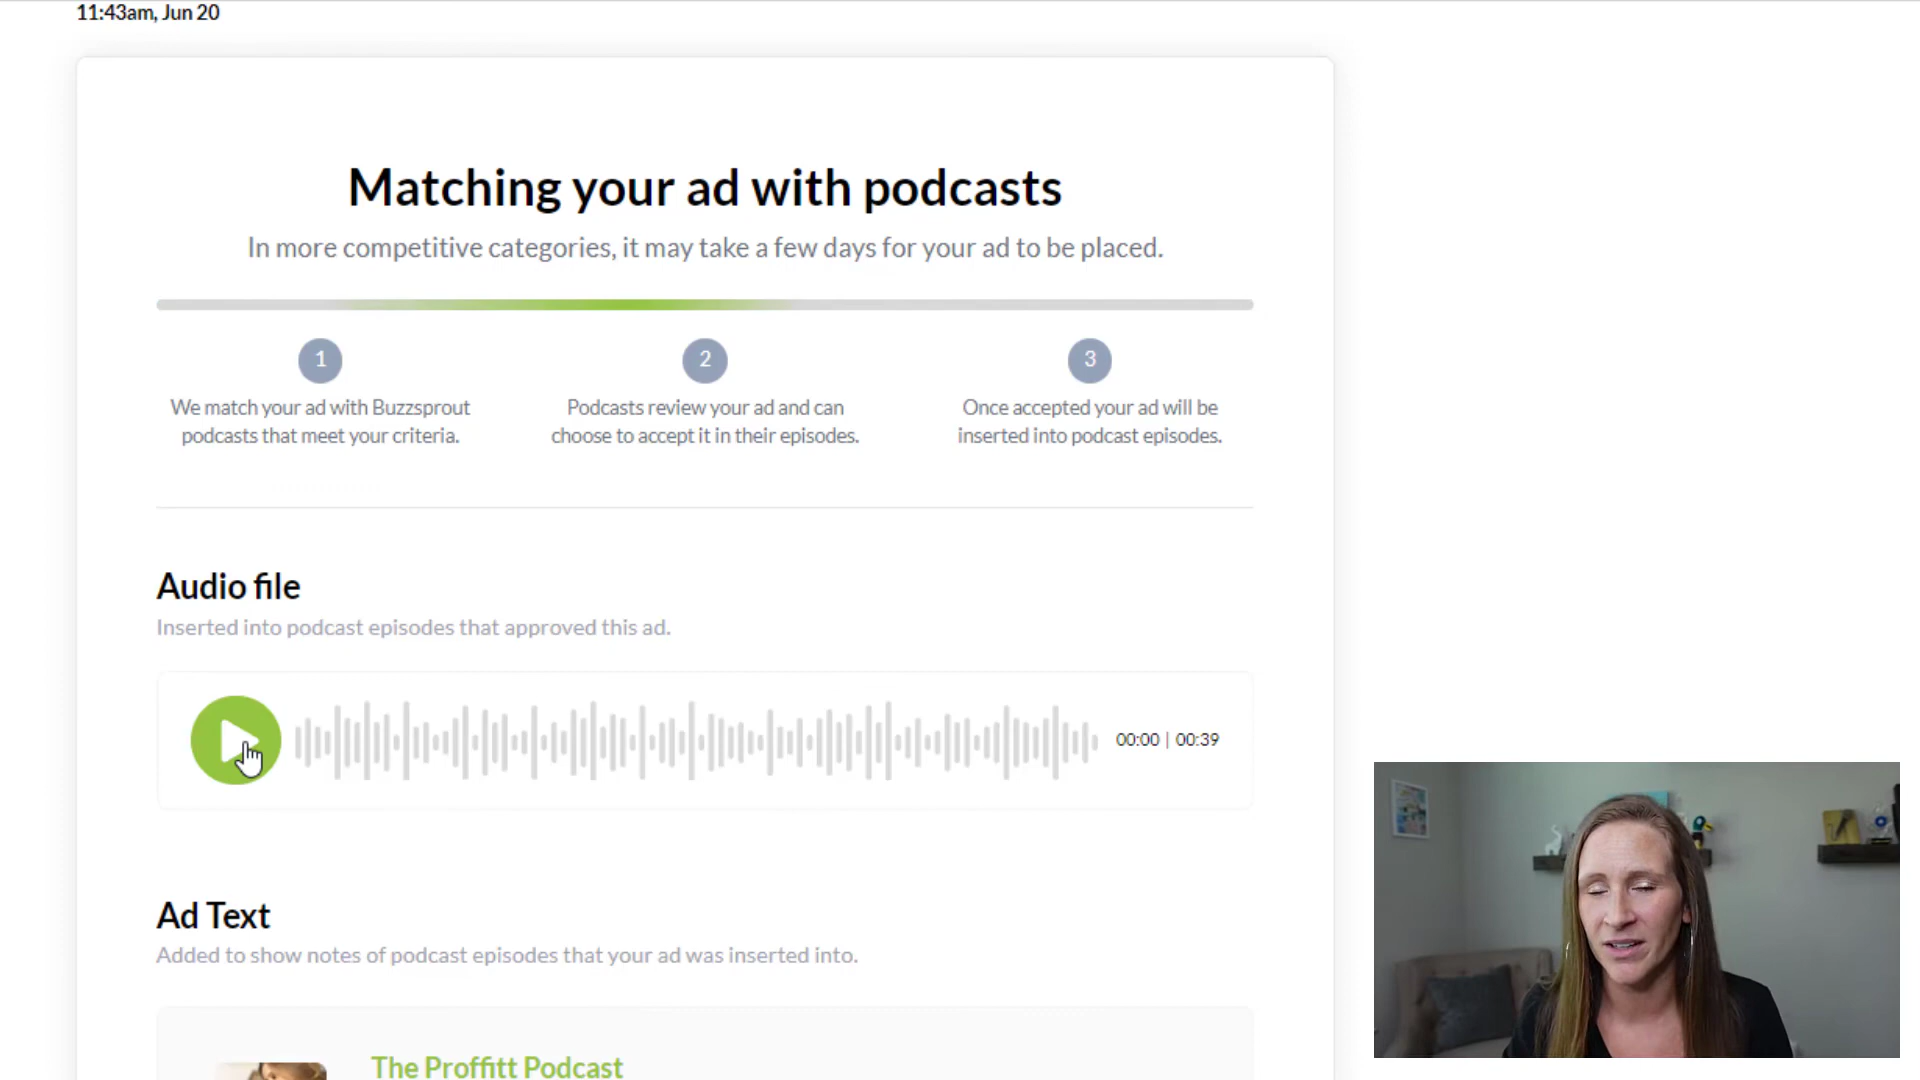 11:43am, Jun 20
Matching your ad with podcasts
In more competitive categories, it may take a few days for your ad to be placed.
1
We match your ad with Buzzsprout
podcasts that meet your criteria.
2
Podcasts review your ad and can
choose to accept it in their episodes.
3
Once accepted your ad will be
inserted into podcast episodes.
Audio file
Inserted into podcast episodes that approved this ad.
00:00 | 00:39
Ad Text
Added to show notes of podcast episodes that your ad was inserted into.
The Proffitt Podcast